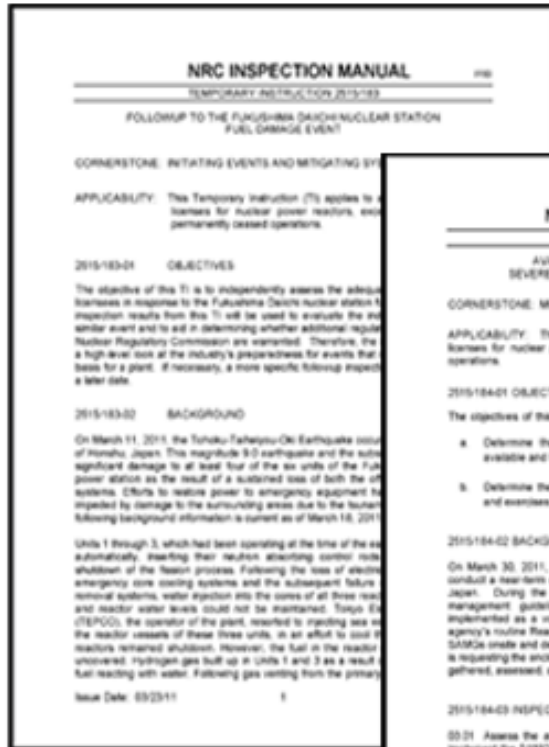 NRC INSPECTION MANUAL
TEMPORARY INSTRUCTION 2515/183
FOLLOWUP TO THE FUKUSHIMA DAIICHI NUCLEAR STATION
FUEL DAMAGE EVENT
CORNERSTONE: INITIATING EVENTS AND MITIGATING SY
APPLICABILITY: This Temporary Instruction (TI) applies to
licenses for nuclear power reactors, exce
permanently ceased operations.
2515/183-01 OBJECTIVES
The objective of this TI is to independently assess the adequa
licensees in response to the Fukushima Daiichi nuclear station f
inspection results from this TI will be used to evaluate the ind
similar event and to aid in determining whether additional regula
Nuclear Regulatory Commission are warranted. Therefore, the
a high level look at the industry's preparedness for events that
basis for a plant. If necessary, a more specific followup inspect
a later date.
2515/183-02 BACKGROUND
On March 11, 2011, the Tohoku-Taiheiyou-Oki Earthquake occu
of Honshu, Japan. This magnitude 9.0 earthquake and the subs
significant damage to at least four of the six units of the Fuk
power station as the result of a sustained loss of both the off
systems. Efforts to restore power to emergency equipment ha
impeded by damage to the surrounding areas due to the tsunam
following background information is current as of March 18, 2011
Units 1 through 3, which had been operating at the time of the ea
automatically, inserting their neutron absorbing control rods
shutdown of the fission process. Following the loss of electric
emergency core cooling systems and the subsequent failure
removal systems, water injection into the cores of all three reac
and reactor water levels could not be maintained. Tokyo El
(TEPCO), the operator of the plant, resorted to injecting sea w
the reactor vessels of these three units, in an effort to cool t
reactors remained shutdown. However, the fuel in the reactor
uncovered. Hydrogen gas built up in Units 1 and 3 as a result
fuel reacting with water. Following gas venting from the primary
Issue Date: 03/23/11 1
N
AV
SEVERE
CORNERSTONE: M
APPLICABILITY: Th
licenses for nuclear
operations.
2515/184-01 OBJECT
The objectives of this
a. Determine the
available and
b. Determine the
and exercises
2515/184-02 BACKG
On March 30, 2011,
conduct a near-term
Japan. During the
management guidel
implemented as a vo
agency's routine Rea
SAMGs onsite and de
is requesting the encl
gathered, assessed, a
2515/184-03 INSPEC
03.01 Assess the a